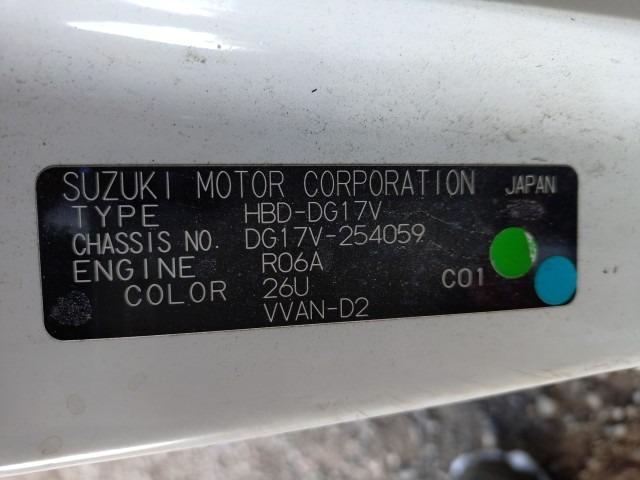 SUZUKI MOTOR CORPORATION JAPAN
TYPE HBD-DG17V
CHASSIS NO. DG17V-254059
ENGINE R06A C01
COLOR 26U
VVAN-D2